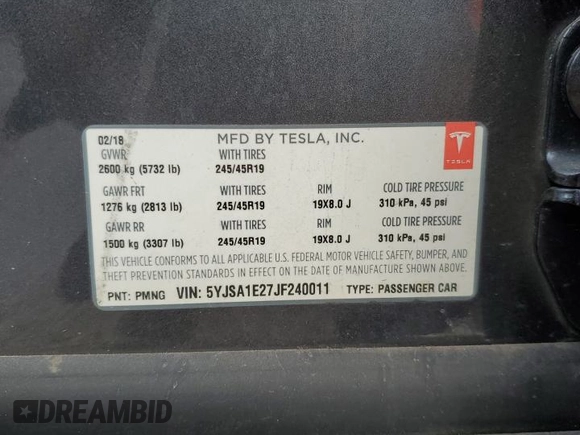 02/18 MFD BY TESLA, INC.
GVWR WITH TIRES
2600 kg (5732 lb) 245/45R19
TESLA
GAWR FRT WITH TIRES RIM COLD TIRE PRESSURE
1276 kg (2813 lb) 245/45R19 19X8.0 J 310 kPa, 45 psi
GAWR RR WITH TIRES RIM COLD TIRE PRESSURE
1500 kg (3307 lb) 245/45R19 19X8.0 J 310 kPa, 45 psi
THIS VEHICLE CONFORMS TO ALL APPLICABLE U.S. FEDERAL MOTOR VEHICLE SAFETY, BUMPER, AND
THEFT PREVENTION STANDARDS IN EFFECT ON THE DATE OF MANUFACTURE SHOWN ABOVE.
PNT: PMNG VIN: 5YJSA1E27JF240011 TYPE: PASSENGER CAR
DREAMBID